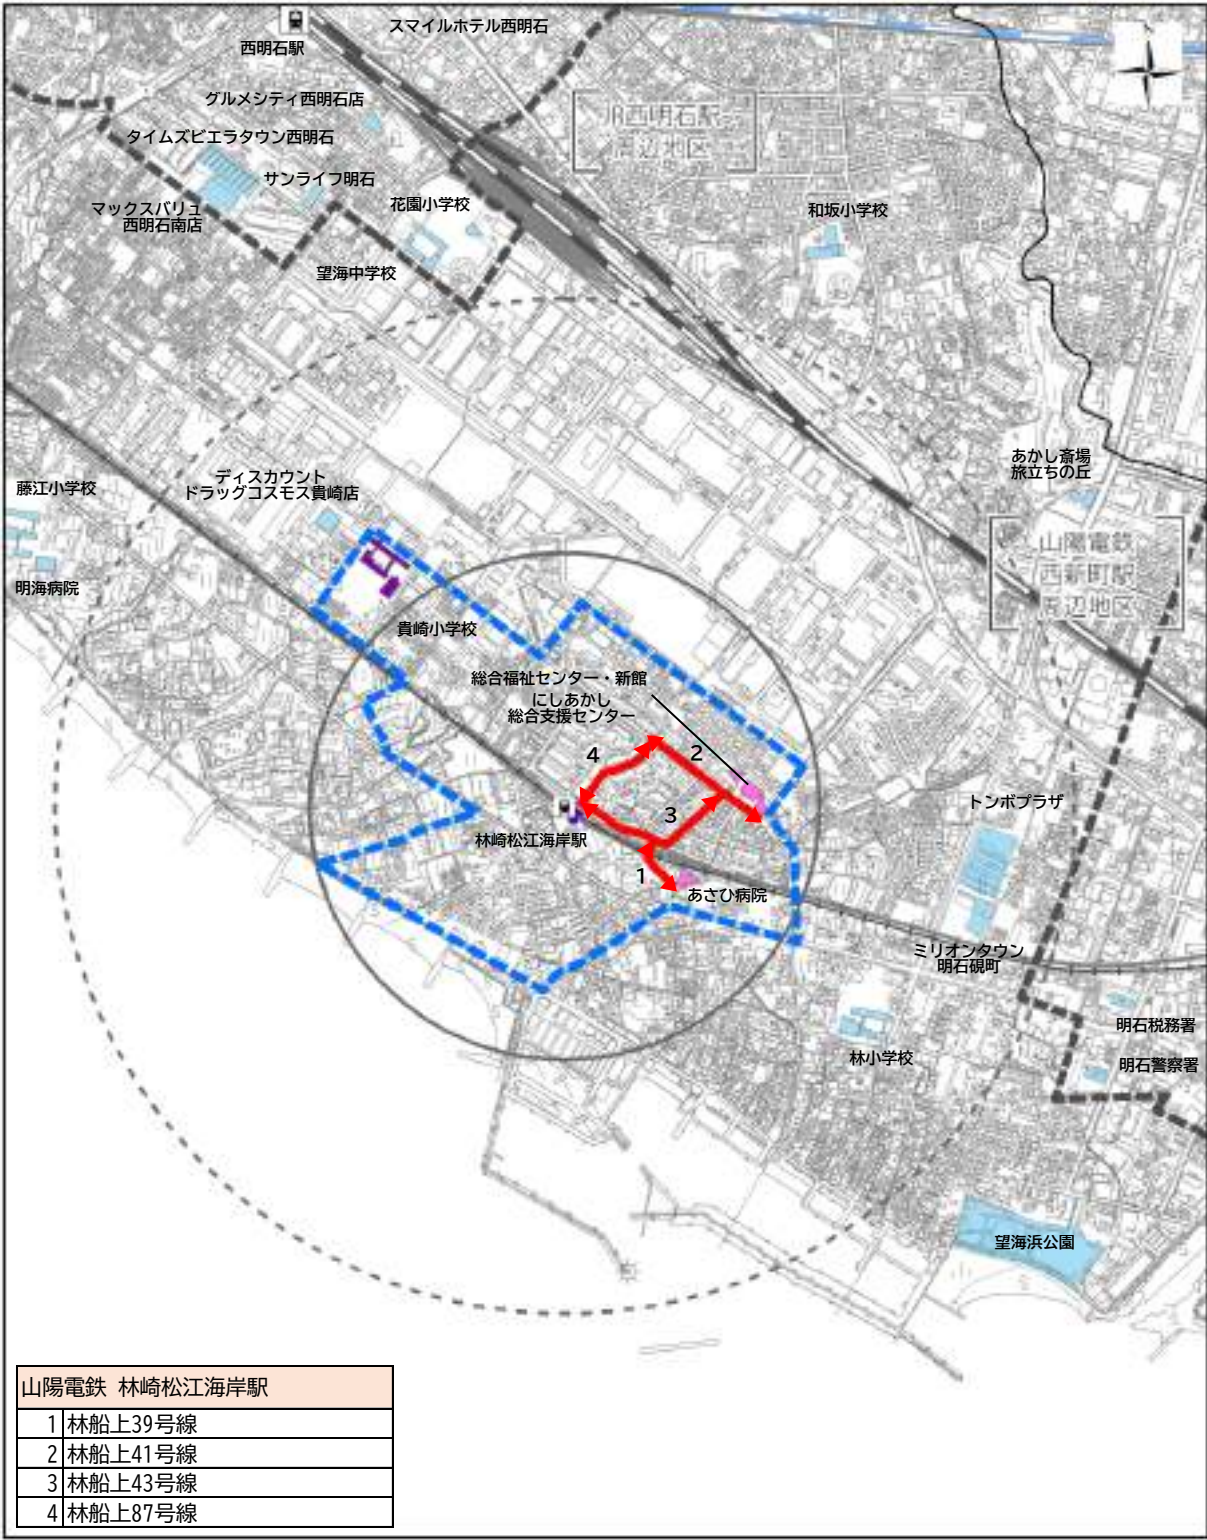 スマイルホテル西明石
西明石駅
グルメシティ西明石店
JR西明石駅
周辺地区
タイムズビエラタウン西明石
サンライフ明石
マックスバリュ
西明石南店
花園小学校
和坂小学校
望海中学校
あかし斎場
旅立ちの丘
ディスカウント
ドラッグコスモス貴崎店
藤江小学校
山陽電鉄
西新町駅
周辺地区
明海病院
貴崎小学校
総合福祉センター・新館
にしあかし
総合支援センター
4
2
3
トンボプラザ
林崎松江海岸駅
1
あさひ病院
ミリオンタウン
明石硯町
明石税務署
林小学校
明石警察署
望海浜公園
山陽電鉄 林崎松江海岸駅
1 林船上39号線
2 林船上41号線
3 林船上43号線
4 林船上87号線